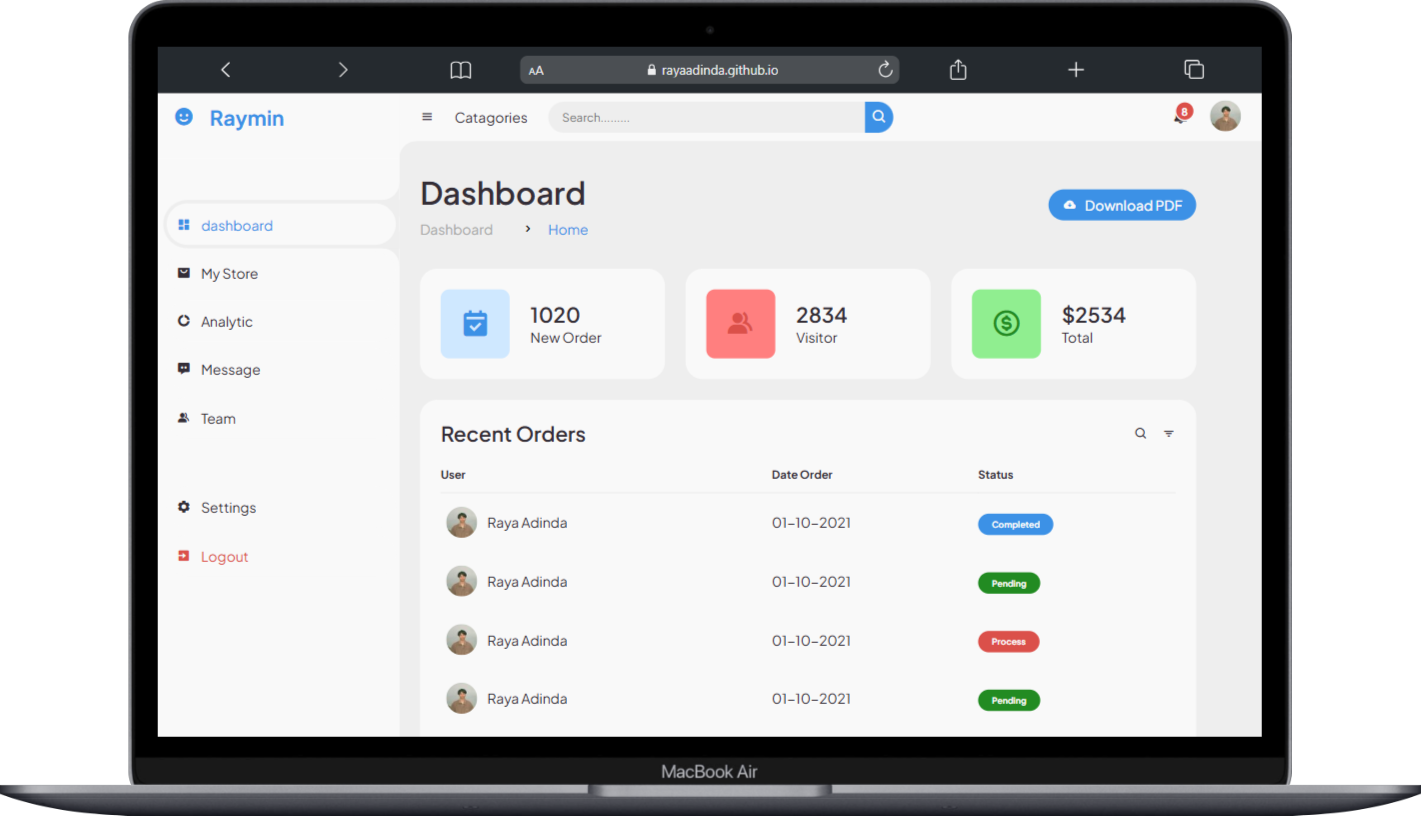 AA rayaadinda.github.io
Raymin
Catagories
Search.........
8
dashboard
My Store
Analytic
Message
Team
Settings
Logout
Dashboard
Dashboard > Home
Download PDF
1020
New Order
2834
Visitor
$2534
Total
Recent Orders
User Date Order Status
Raya Adinda 01-10-2021 Completed
Raya Adinda 01-10-2021 Pending
Raya Adinda 01-10-2021 Process
Raya Adinda 01-10-2021 Pending
MacBook Air